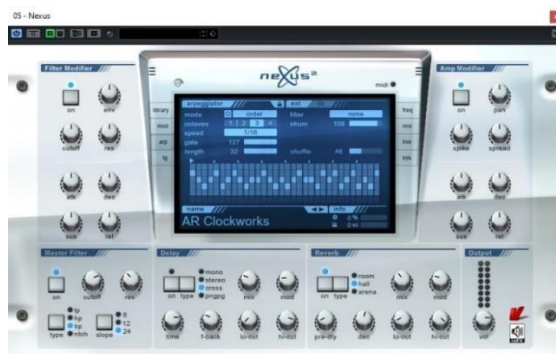 05 - Nexus
Filter Modifier
on
env
cutoff
res
atk
dec
sus
rel
nexus²
midi
library
mod
arp
tg
arpeggiator
ext
mode
order
octaves
1 2 3 4
speed
1/16
gate
127
length
32
filter
none
strum
106
shuffle
46
name
info
AR Clockworks
0 %
freq
mix
sys
Amp Modifier
on
pan
spike
spread
atk
dec
sus
rel
Master Filter
on
cutoff
res
type
lp
hp
bp
ntch
slope
6
12
24
Delay
on
type
mono
stereo
cross
pngpng
mix
mod
time
f-back
lo-cut
hi-cut
Reverb
on
type
room
hall
arena
mix
mod
pre-dly
dec
lo-cut
hi-cut
Output
vol